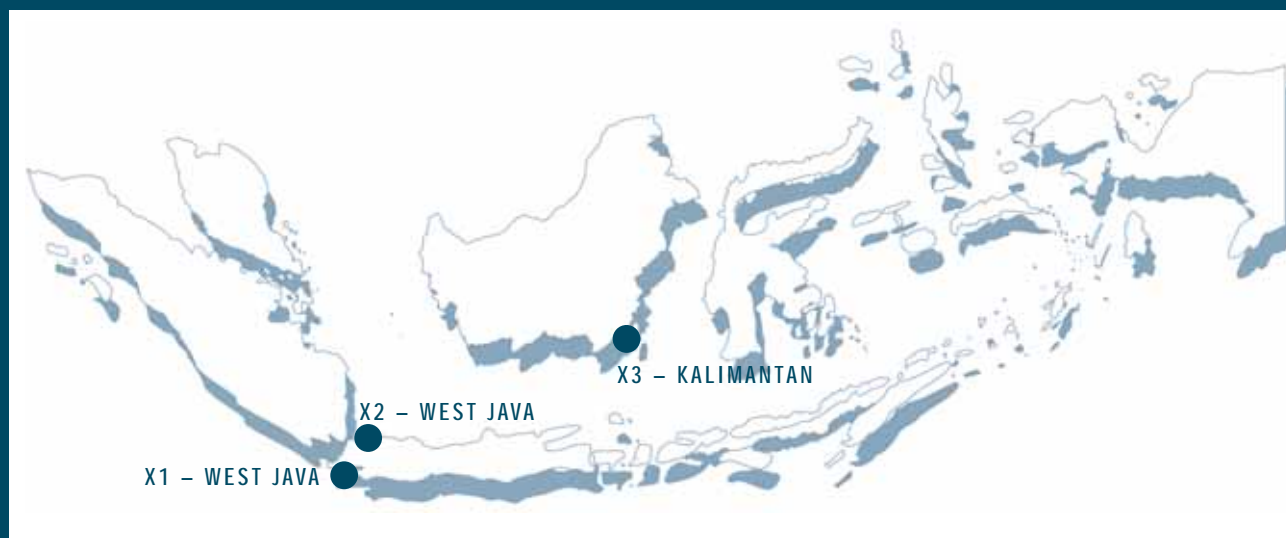 X3 – KALIMANTAN
X2 – WEST JAVA
X1 – WEST JAVA